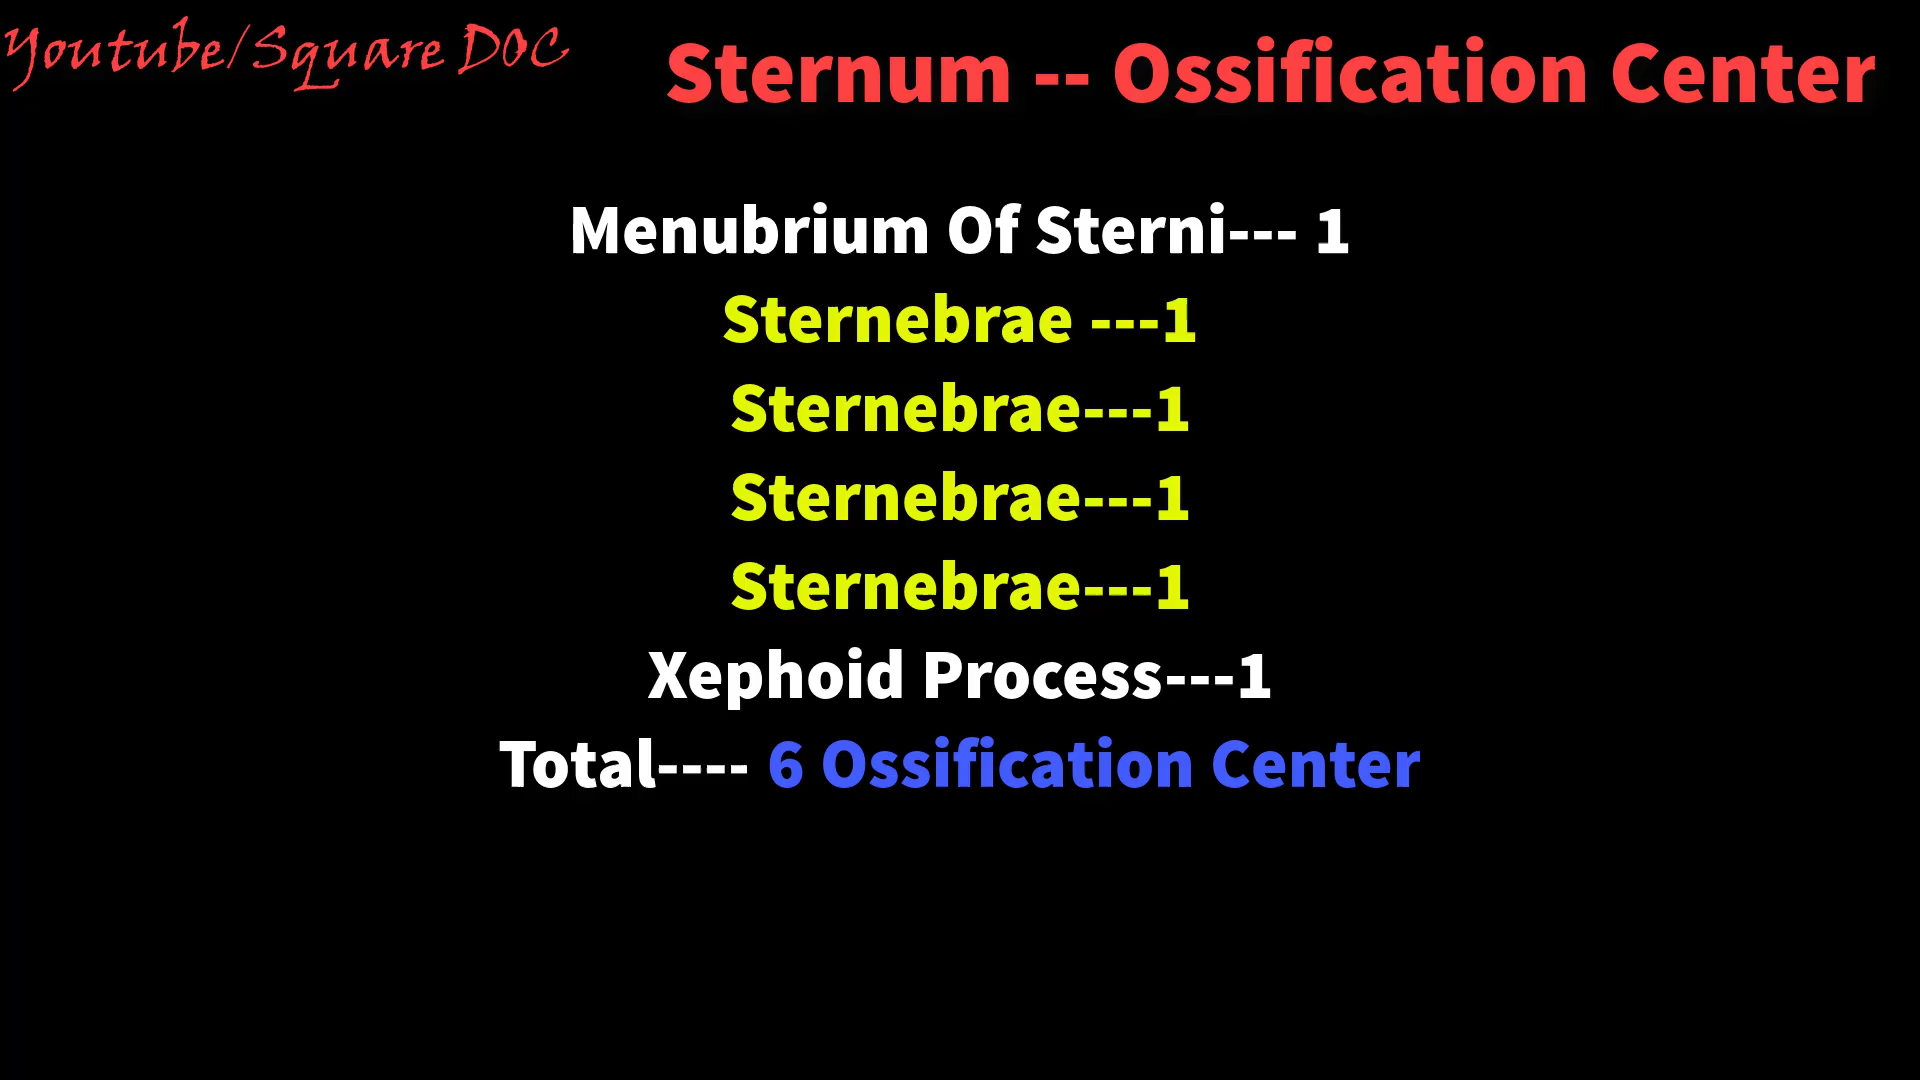 Youtube/Square DOC
Sternum -- Ossification Center
Menubrium Of Sterni--- 1
Sternebrae ---1
Sternebrae---1
Sternebrae---1
Sternebrae---1
Xephoid Process---1
Total---- 6 Ossification Center